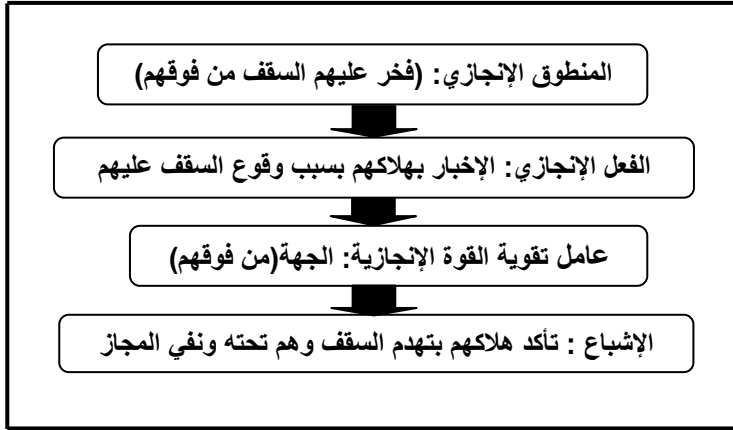 المنطوق الإنجازي: (فخر عليهم السقف من فوقهم)
الفعل الإنجازي: الإخبار بهلاكهم بسبب وقوع السقف عليهم
عامل تقوية القوة الإنجازية: الجهة(من فوقهم)
الإشباع : تأكد هلاكهم بتهدم السقف وهم تحته ونفي المجاز